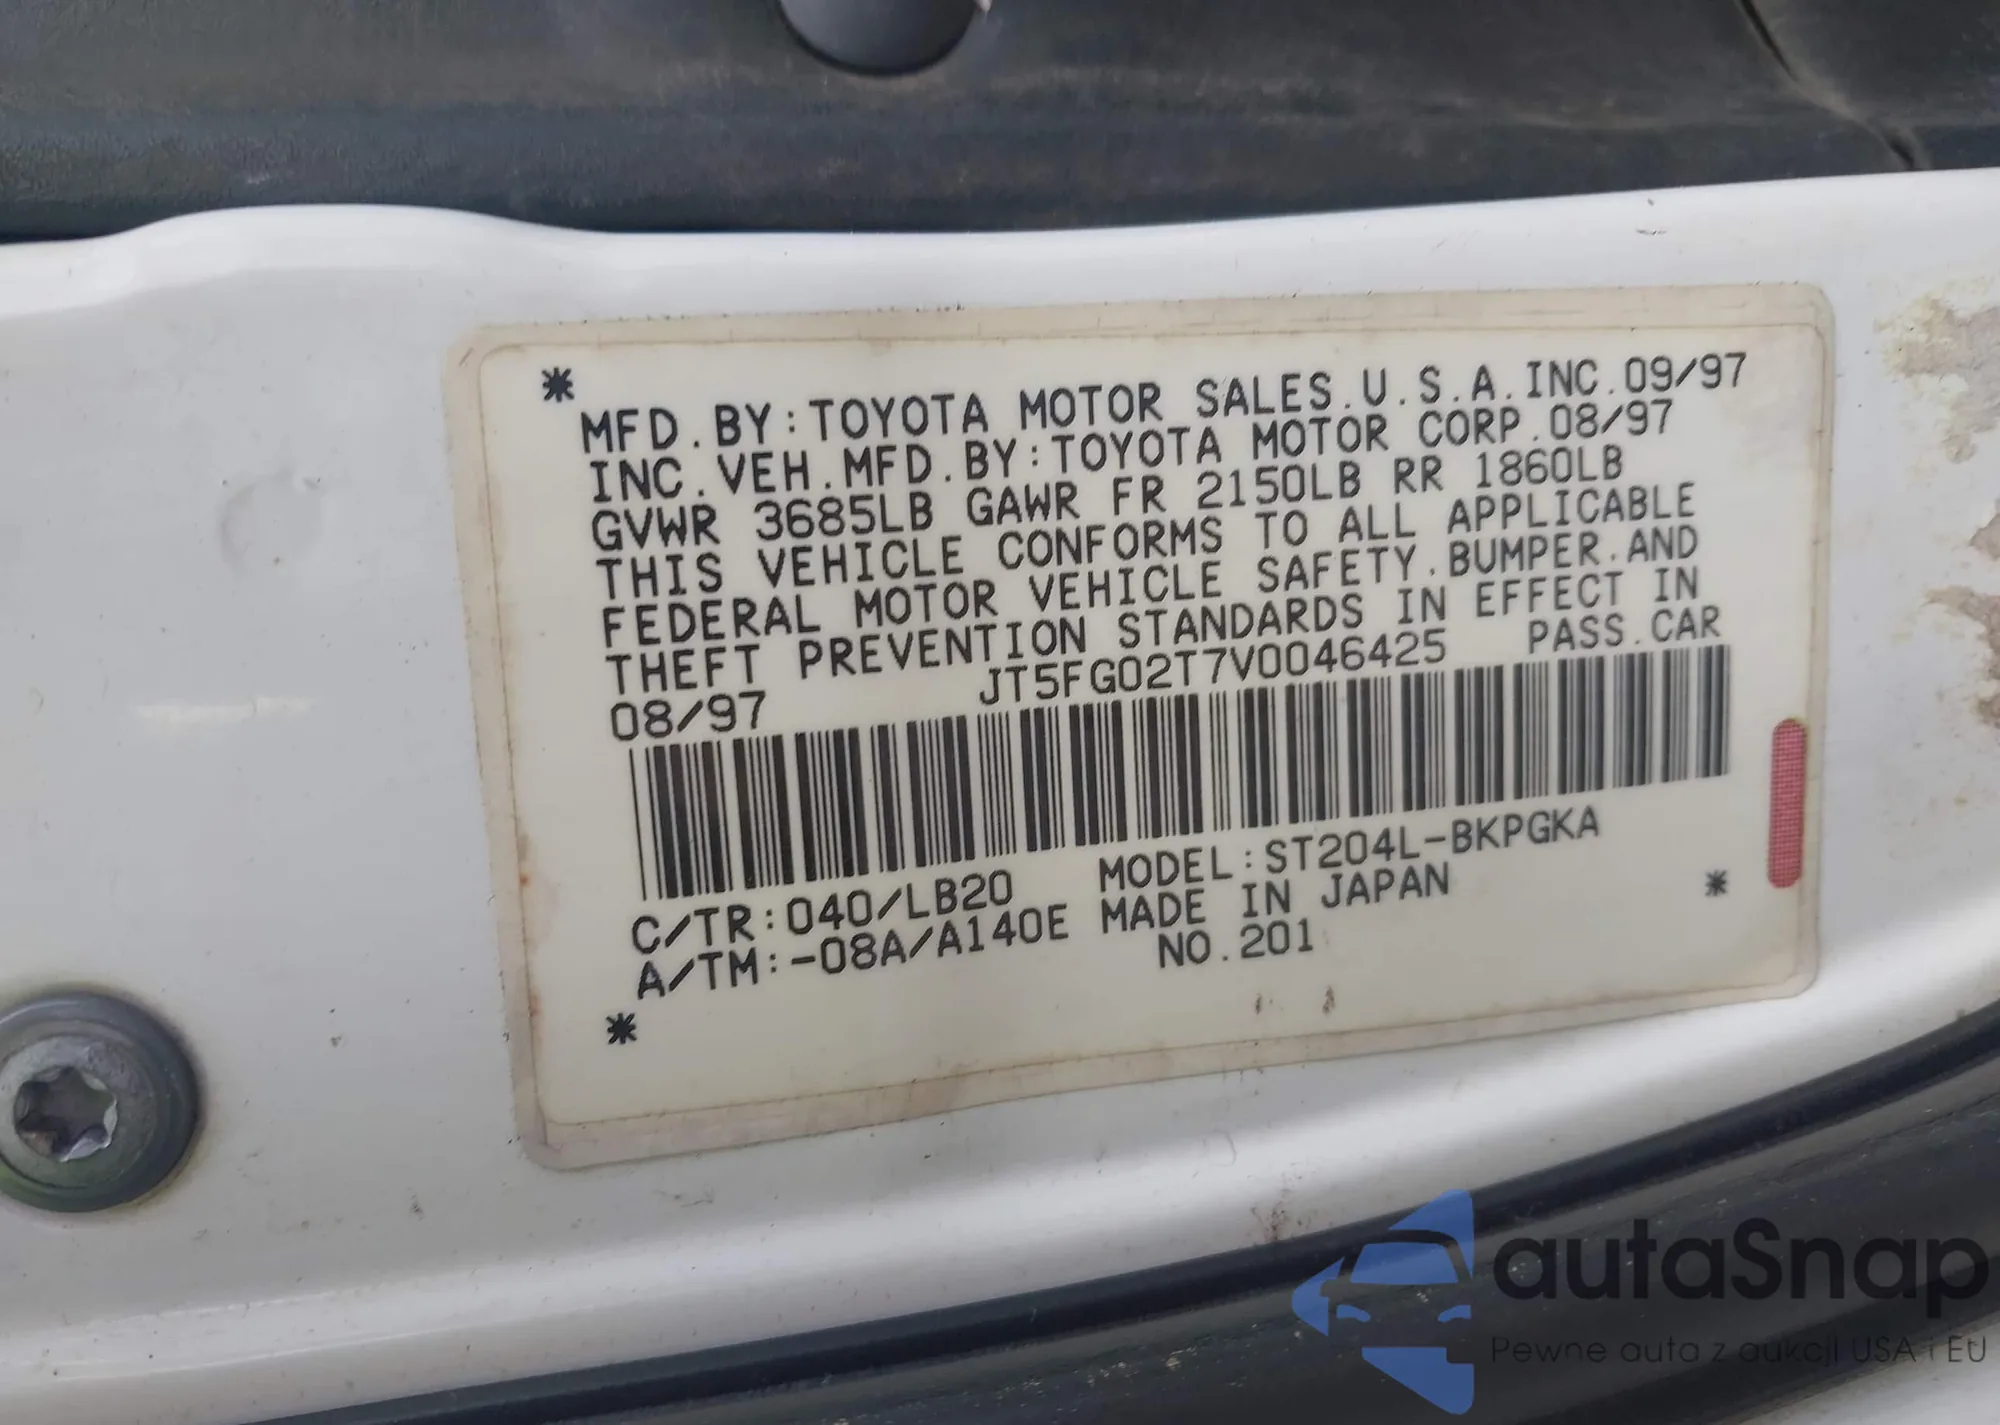 *
MFD.BY:TOYOTA MOTOR SALES.U.S.A.INC.09/97
INC.VEH.MFD.BY:TOYOTA MOTOR CORP.08/97
GVWR 3685LB GAWR FR 2150LB RR 1860LB
THIS VEHICLE CONFORMS TO ALL APPLICABLE
FEDERAL MOTOR VEHICLE SAFETY.BUMPER.AND
THEFT PREVENTION STANDARDS IN EFFECT IN
08/97 JT5FG02T7V0046425 PASS.CAR
C/TR:040/LB20 MODEL:ST204L-BKPGKA
A/TM:-08A/A140E MADE IN JAPAN *
NO.201
*
autaSnap
Pewne auta z aukcji USA i EU